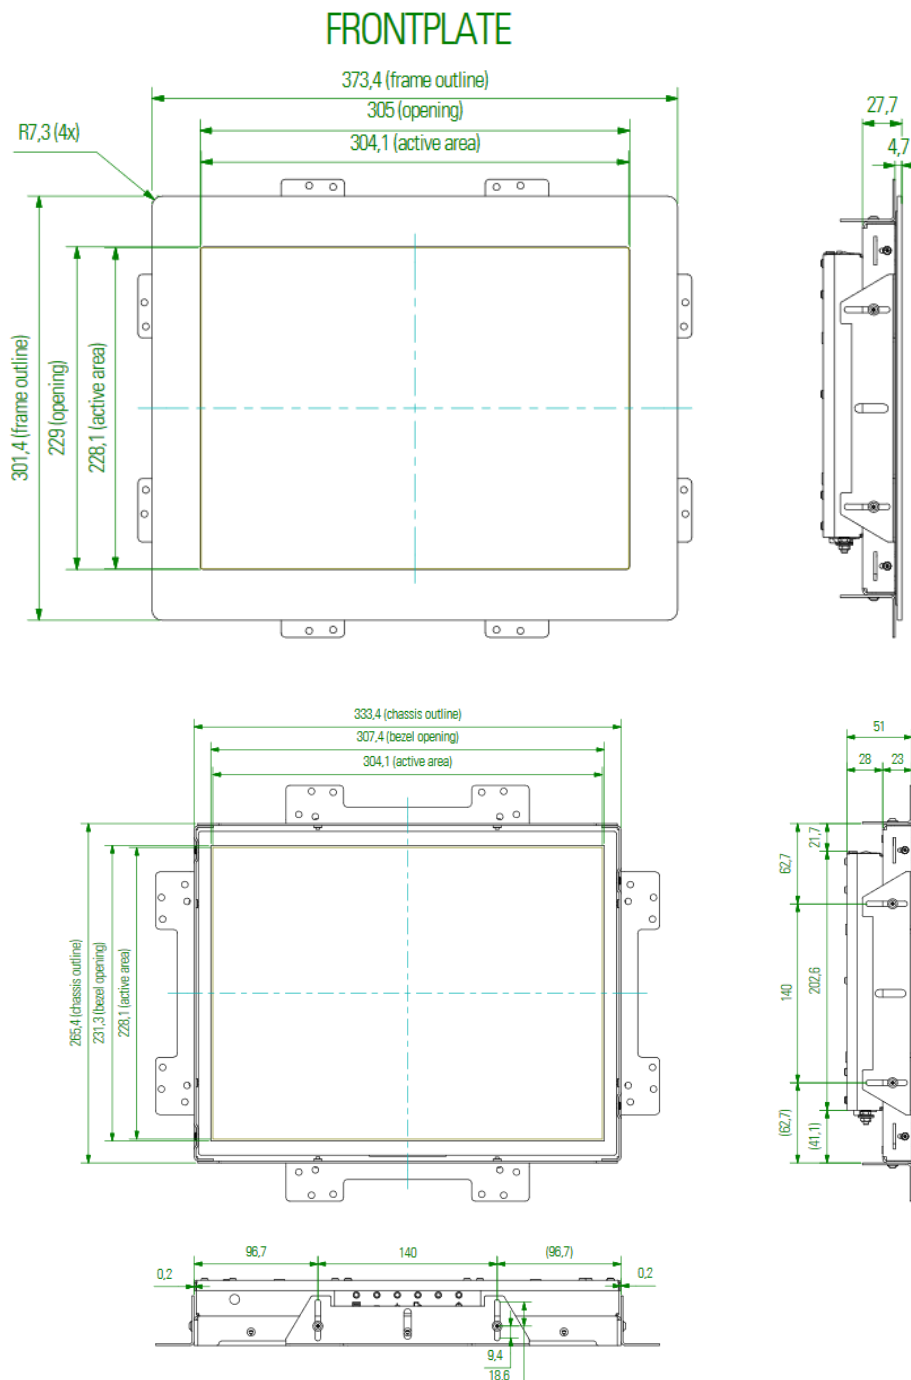 FRONTPLATE
373,4 (frame outline)
305 (opening)
304,1 (active area)
R7,3 (4x)
27,7
4,7
301,4 (frame outline)
229 (opening)
228,1 (active area)
333,4 (chassis outline)
307,4 (bezel opening)
304,1 (active area)
51
28
23
21,7
62,7
265,4 (chassis outline)
231,3 (bezel opening)
228,1 (active area)
140
202,6
(62,7)
(41,1)
96,7
140
(96,7)
0,2
0,2
9,4
18,6